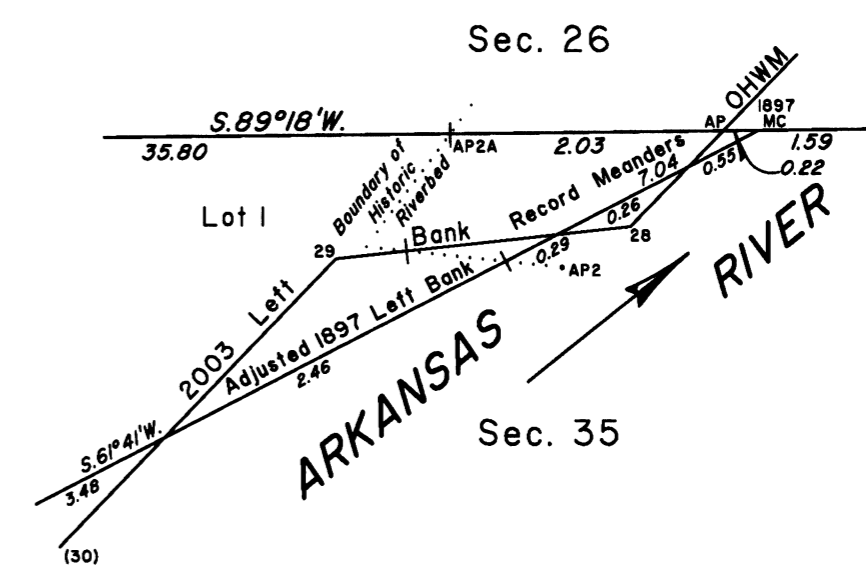 Sec. 26
OHWM
S.89°18'W.
AP
1897
MC
35.80
AP2A
2.03
1.59
0.55
0.22
Boundary of
Historic
Riverbed
Record Meanders
7.04
Lot 1
0.26
29
Bank
28
0.29
AP2
RIVER
2003 Left
Adjusted 1897 Left Bank
2.46
ARKANSAS
Sec. 35
S.61°41'W.
3.48
(30)